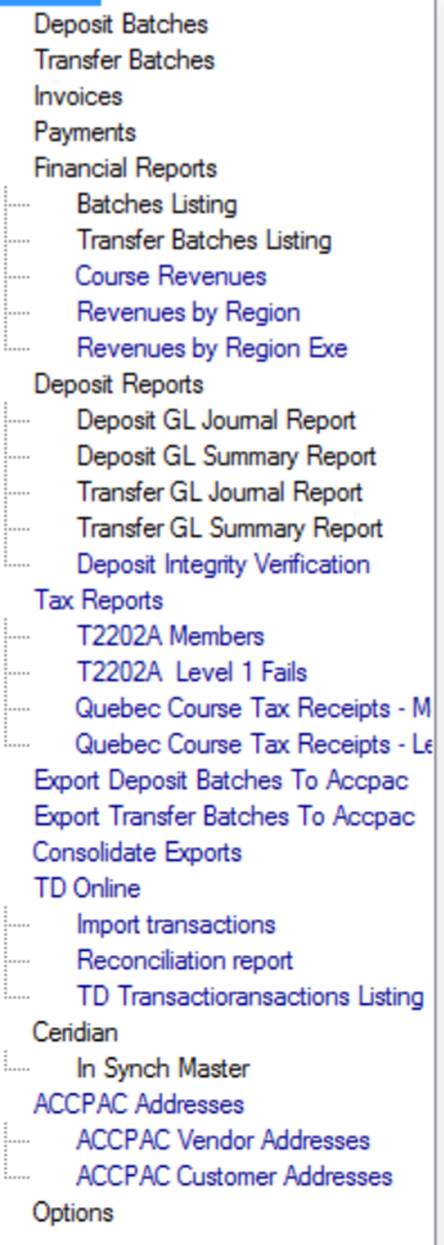 Deposit Batches
Transfer Batches
Invoices
Payments
Financial Reports
Batches Listing
Transfer Batches Listing
Course Revenues
Revenues by Region
Revenues by Region Exe
Deposit Reports
Deposit GL Journal Report
Deposit GL Summary Report
Transfer GL Journal Report
Transfer GL Summary Report
Deposit Integrity Verification
Tax Reports
T2202A Members
T2202A  Level 1 Fails
Quebec Course Tax Receipts - M
Quebec Course Tax Receipts - Le
Export Deposit Batches To Accpac
Export Transfer Batches To Accpac
Consolidate Exports
TD Online
Import transactions
Reconciliation report
TD Transactioransactions Listing
Ceridian
In Synch Master
ACCPAC Addresses
ACCPAC Vendor Addresses
ACCPAC Customer Addresses
Options